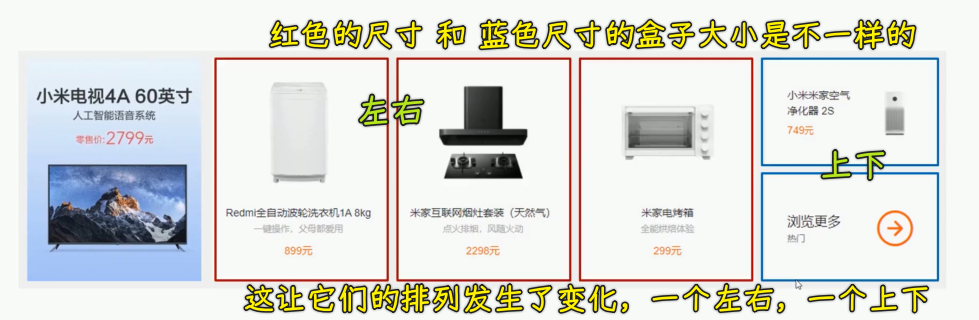 红色的尺寸 和 蓝色尺寸的盒子大小是不一样的
小米电视4A 60英寸
人工智能语音系统
零售价:2799元
左右
Redmi全自动波轮洗衣机1A 8kg
一键操作，父母都爱用
899元
米家互联网烟灶套装（天然气）
点火排烟，风随火动
2298元
米家电烤箱
全能烘焙体验
299元
小米米家空气
净化器 2S
749元
上下
浏览更多
热门
这让它们的排列发生了变化，一个左右，一个上下